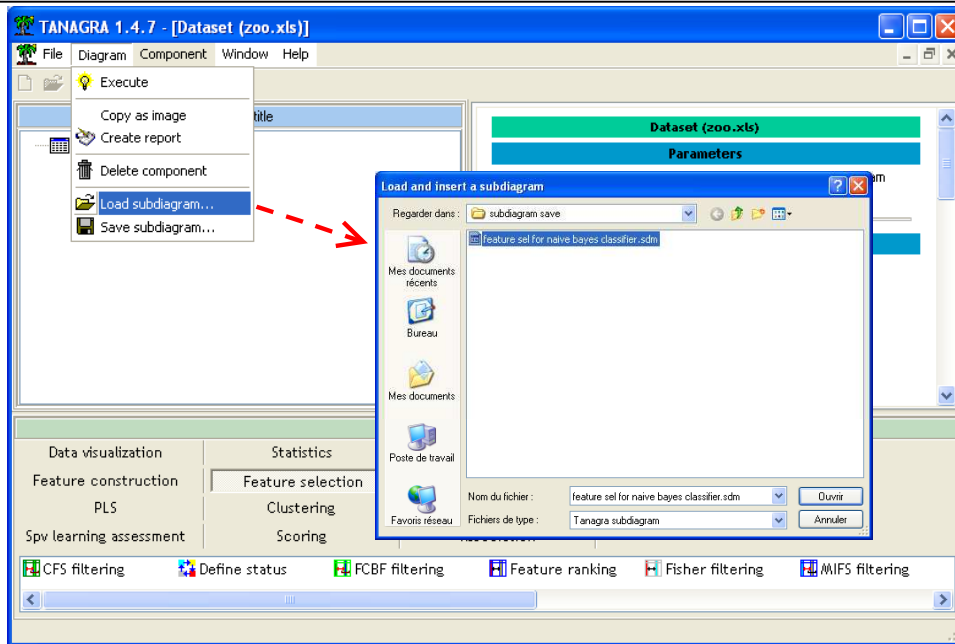 TANAGRA 1.4.7 - [Dataset (zoo.xls)]
File Diagram Component Window Help
Execute
Copy as image
Create report
Delete component
Load subdiagram...
Save subdiagram...
title
Dataset (zoo.xls)
Parameters
Load and insert a subdiagram
Regarder dans :
subdiagram save
feature sel for naive bayes classifier.sdm
Mes documents
récents
Bureau
Mes documents
Poste de travail
Favoris réseau
Nom du fichier :
feature sel for naive bayes classifier.sdm
Ouvrir
Fichiers de type :
Tanagra subdiagram
Annuler
Data visualization
Statistics
Feature construction
Feature selection
PLS
Clustering
Spv learning assessment
Scoring
CFS filtering
Define status
FCBF filtering
Feature ranking
Fisher filtering
MIFS filtering